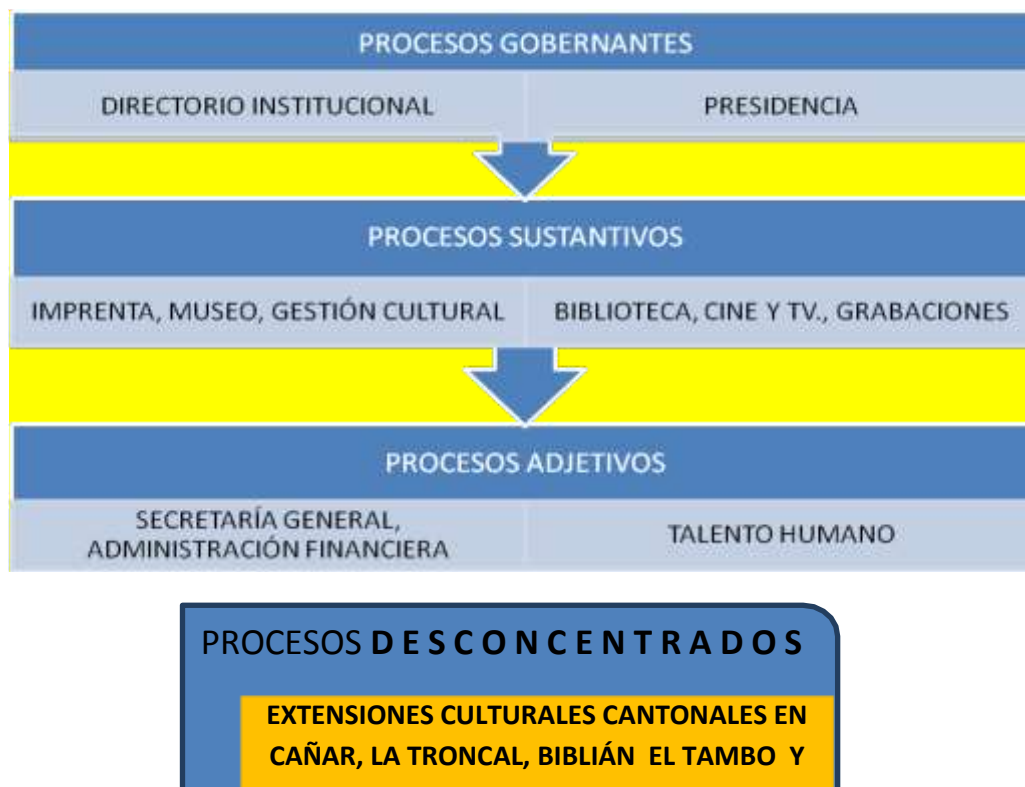 PROCESOS GOBERNANTES
DIRECTORIO INSTITUCIONAL
PRESIDENCIA
PROCESOS SUSTANTIVOS
IMPRENTA, MUSEO, GESTIÓN CULTURAL
BIBLIOTECA, CINE Y TV., GRABACIONES
PROCESOS ADJETIVOS
SECRETARÍA GENERAL,
ADMINISTRACIÓN FINANCIERA
TALENTO HUMANO
PROCESOS D E S C O N C E N T R A D O S
EXTENSIONES CULTURALES CANTONALES EN
CAÑAR, LA TRONCAL, BIBLIÁN EL TAMBO Y